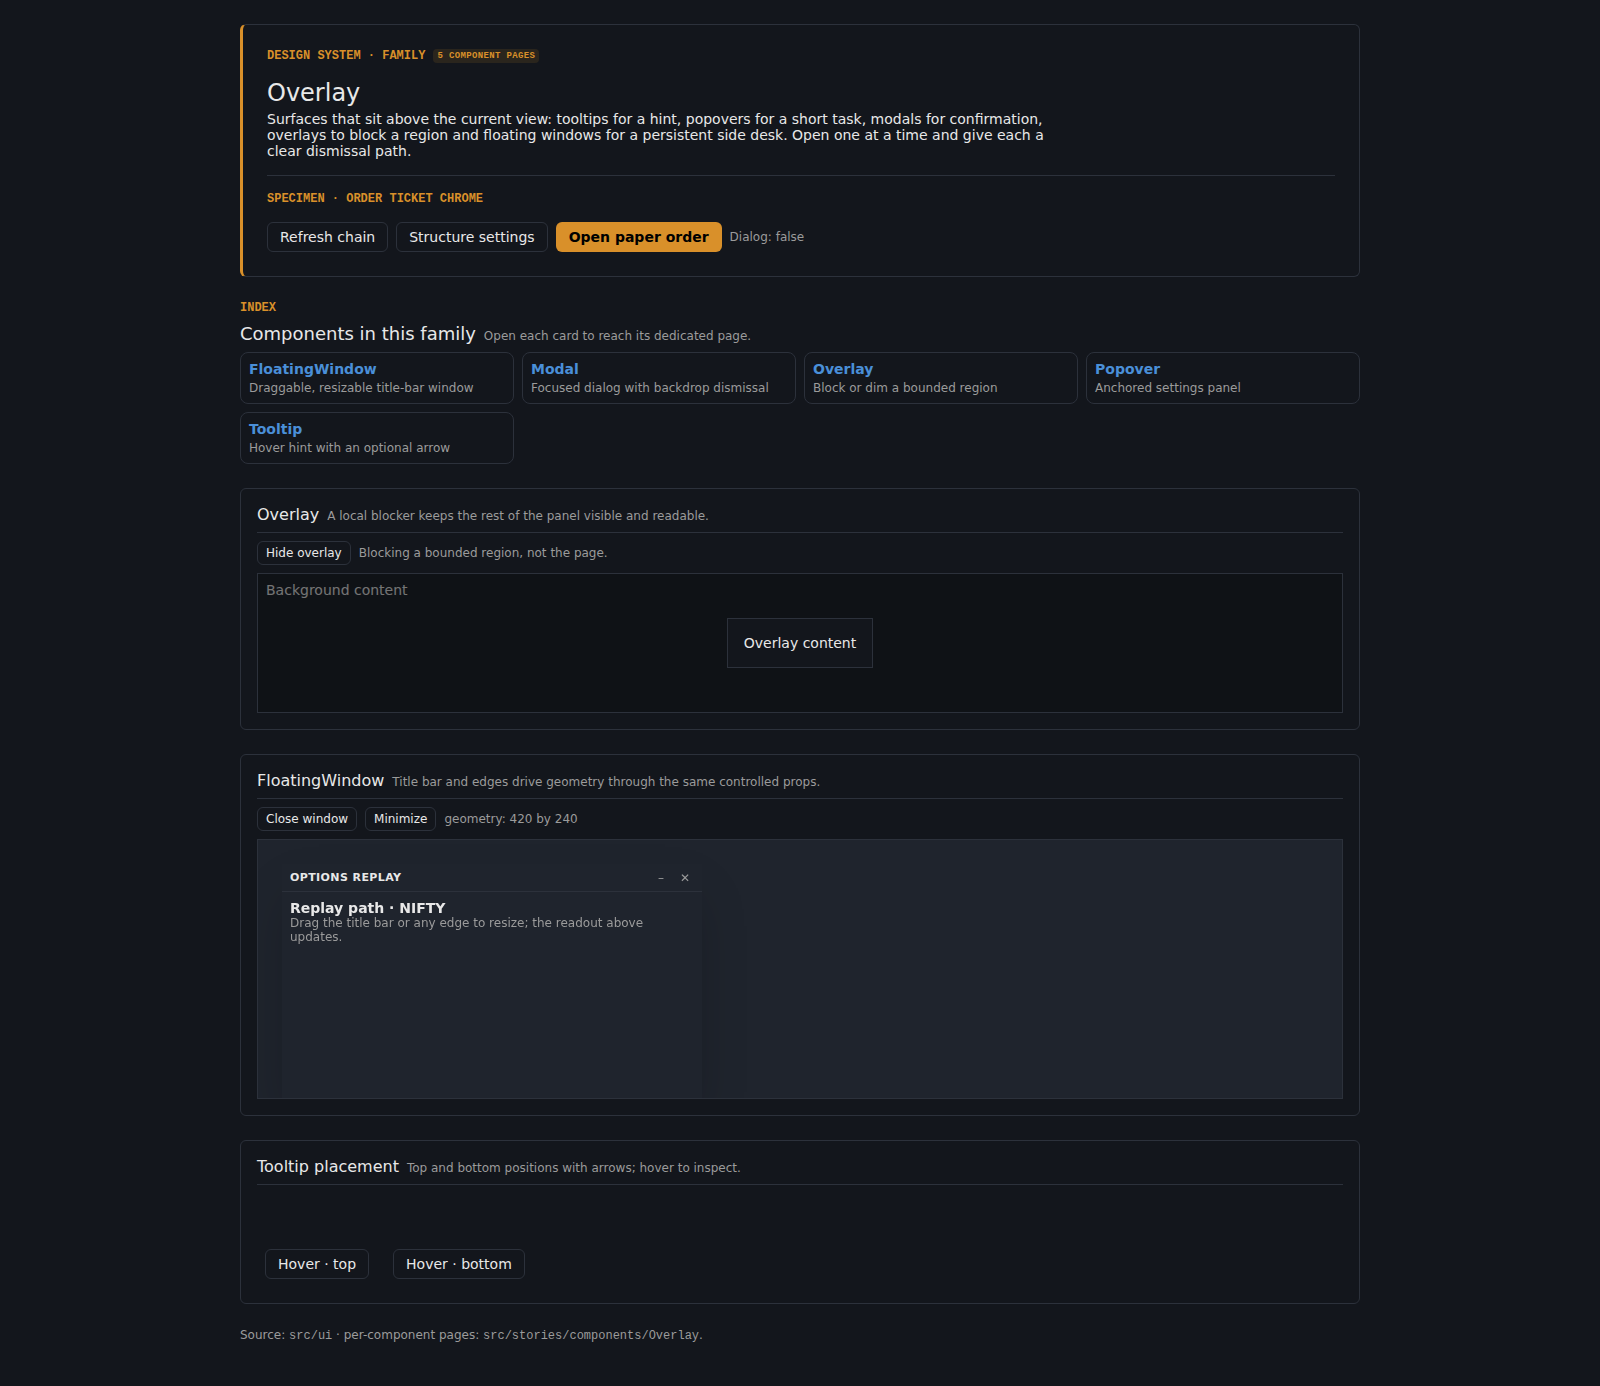 DESIGN SYSTEM · FAMILY 5 COMPONENT PAGES
Overlay
Surfaces that sit above the current view: tooltips for a hint, popovers for a short task, modals for confirmation,
overlays to block a region and floating windows for a persistent side desk. Open one at a time and give each a
clear dismissal path.
SPECIMEN · ORDER TICKET CHROME
Refresh chain Structure settings Open paper order Dialog: false
INDEX
Components in this family Open each card to reach its dedicated page.
FloatingWindow Modal Overlay Popover
Draggable, resizable title-bar window Focused dialog with backdrop dismissal Block or dim a bounded region Anchored settings panel
Tooltip
Hover hint with an optional arrow
Overlay A local blocker keeps the rest of the panel visible and readable.
Hide overlay Blocking a bounded region, not the page.
Background content
Overlay content
FloatingWindow Title bar and edges drive geometry through the same controlled props.
Close window Minimize geometry: 420 by 240
OPTIONS REPLAY – ✕
Replay path · NIFTY
Drag the title bar or any edge to resize; the readout above
updates.
Tooltip placement Top and bottom positions with arrows; hover to inspect.
Hover · top Hover · bottom
Source: src/ui · per-component pages: src/stories/components/Overlay.